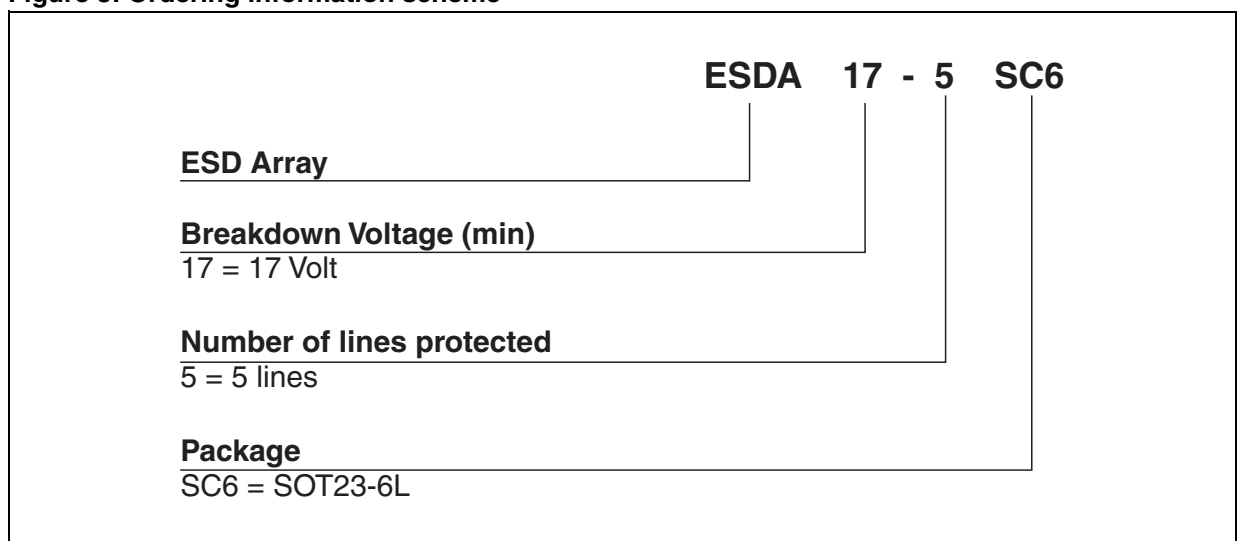 Figure 5. Ordering information scheme
ESDA 17 - 5 SC6
ESD Array
Breakdown Voltage (min)
17 = 17 Volt
Number of lines protected
5 = 5 lines
Package
SC6 = SOT23-6L